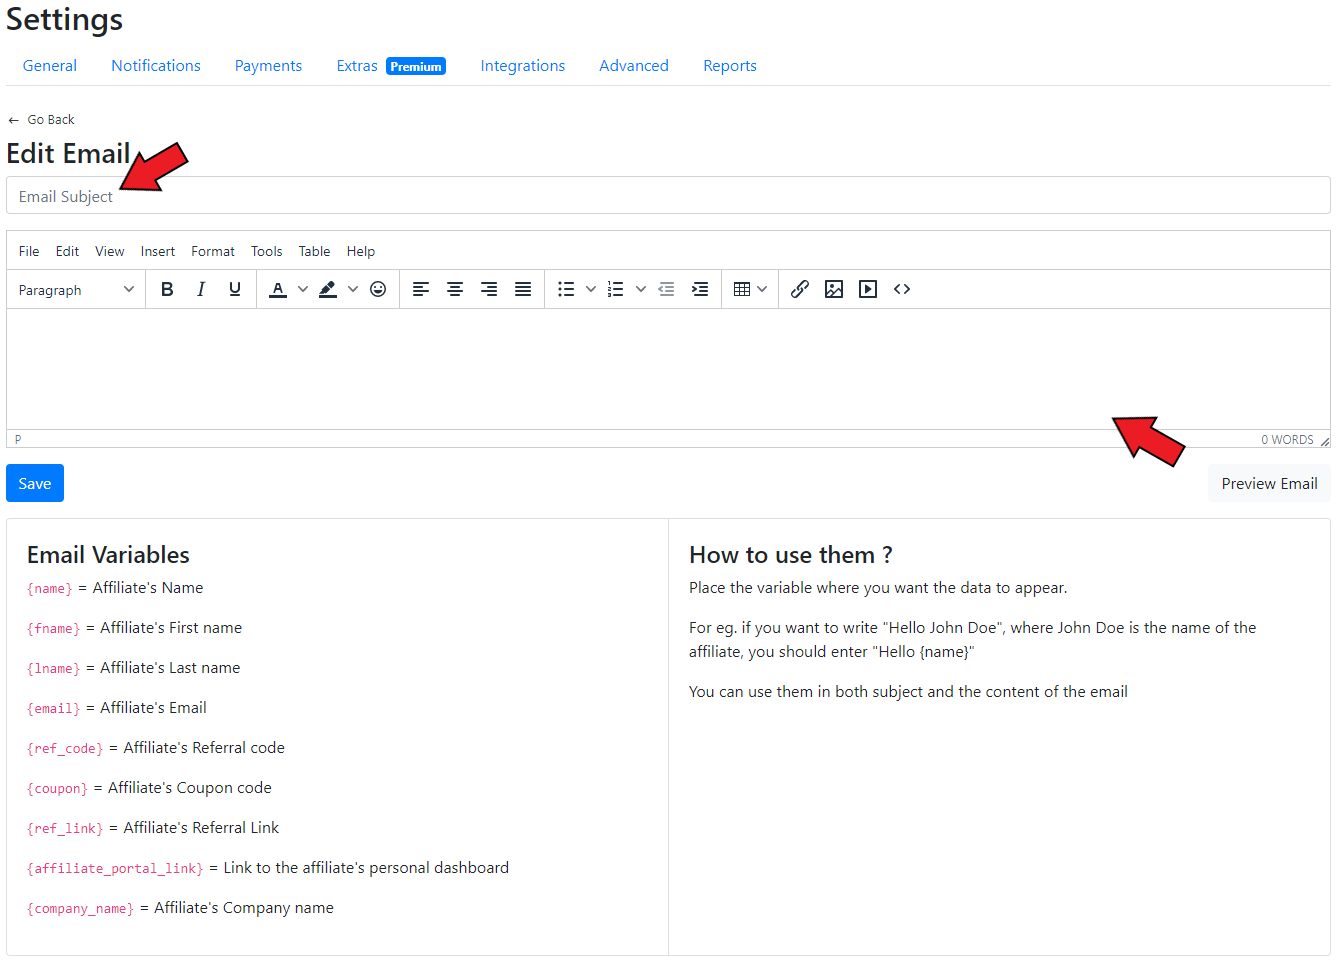 Settings
General Notifications Payments Extras Premium Integrations Advanced Reports
← Go Back
Edit Email
Email Subject
File Edit View Insert Format Tools Table Help
Paragraph B I U A
P 0 WORDS
Save Preview Email
Email Variables
{name} = Affiliate's Name
{fname} = Affiliate's First name
{lname} = Affiliate's Last name
{email} = Affiliate's Email
{ref_code} = Affiliate's Referral code
{coupon} = Affiliate's Coupon code
{ref_link} = Affiliate's Referral Link
{affiliate_portal_link} = Link to the affiliate's personal dashboard
{company_name} = Affiliate's Company name
How to use them ?
Place the variable where you want the data to appear.
For eg. if you want to write "Hello John Doe", where John Doe is the name of the
affiliate, you should enter "Hello {name}"
You can use them in both subject and the content of the email